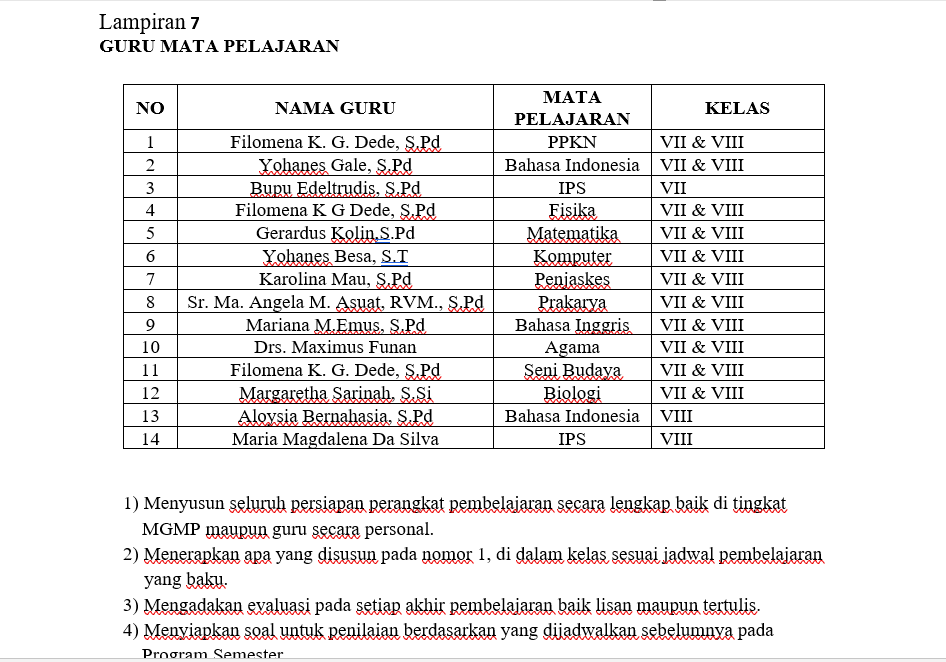 Lampiran 7
GURU MATA PELAJARAN
NO NAMA GURU MATA PELAJARAN KELAS
1 Filomena K. G. Dede, S.Pd PPKN VII & VIII
2 Yohanes Gale, S.Pd Bahasa Indonesia VII & VIII
3 Bupu Edeltrudis, S.Pd IPS VII
4 Filomena K G Dede, S.Pd Fisika VII & VIII
5 Gerardus Kolin,S.Pd Matematika VII & VIII
6 Yohanes Besa, S.T Komputer VII & VIII
7 Karolina Mau, S.Pd Penjaskes VII & VIII
8 Sr. Ma. Angela M. Asuat, RVM., S.Pd Prakarya VII & VIII
9 Mariana M.Emus, S.Pd Bahasa Inggris VII & VIII
10 Drs. Maximus Funan Agama VII & VIII
11 Filomena K. G. Dede, S.Pd Seni Budaya VII & VIII
12 Margaretha Sarinah, S.Si Biologi VII & VIII
13 Aloysia Bernahasia, S.Pd Bahasa Indonesia VIII
14 Maria Magdalena Da Silva IPS VIII
1) Menyusun seluruh persiapan perangkat pembelajaran secara lengkap baik di tingkat
MGMP maupun guru secara personal.
2) Menerapkan apa yang disusun pada nomor 1, di dalam kelas sesuai jadwal pembelajaran
yang baku.
3) Mengadakan evaluasi pada setiap akhir pembelajaran baik lisan maupun tertulis.
4) Menyiapkan soal untuk penilaian berdasarkan yang dijadwalkan sebelumnya pada
Program Semester